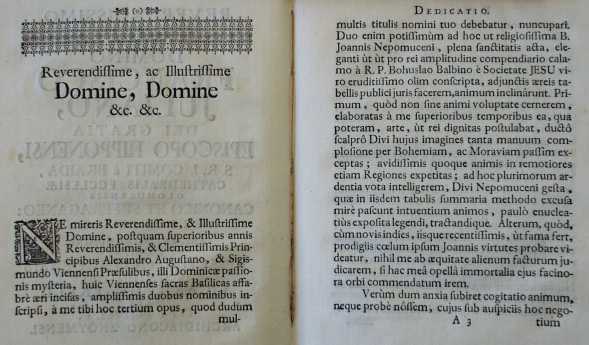 (o)
Reverendissime, ac Illustrissime
Domine, Domine
&c. &c.
NE mireris Reverendissime, & Illustrissime
Domine, postquam superioribus annis
Reverendissimis, & Clementissimis Prin-
cipibus Alexandro Augustano, & Sigis-
mundo Viennensi Præsulibus, illi Dominicæ passio-
nis mysteria, huic Viennenses sacras Basilicas affa-
brè æri incisas, amplissimis duobus nominibus in-
scripsi, à me tibi hoc tertium opus, quod dudum
mul-
DEDICATIO.
multis titulis nomini tuo debebatur, nuncupari.
Duo enim potissimùm ad hoc ut religiosissima B.
Joannis Nepomuceni, plena sanctitatis acta, ele-
ganti ùt ùt pro rei amplitudine compendiario cala-
mo à R. P. Bohuslao Balbino è Societate JESU vi-
ro eruditissimo olim conscripta, adjunctis æreis ta-
bellis publici juris facerem, animum inclinârunt. Pri-
mum, quòd non sine animi voluptate cernerem,
elaboratas à me superioribus temporibus ea, qua
poteram, arte, ùt rei dignitas postulabat, ductô
scalprô Divi hujus imagines tanta manuum com-
plosione per Bohemiam, ac Moraviam passim ex-
ceptas; avidissimis quoque animis in remotiores
etiam Regiones expetitas; ad hoc plurimorum ar-
dentia vota intelligerem, Divi Nepomuceni gesta,
quæ in iisdem tabulis summaria methodo excusa
mirè pascunt intuentium animos, paulò enuclea-
tiùs exposita legendi, tractandique. Alterum, quòd,
cùm novis indies, iisque recentissimis, ùt fama fert,
prodigiis cœlum ipsum Joannis virtutes probare vi-
deatur, nihil me ab æquitate alienum facturum ju-
dicarem, si hac meâ opellâ immortalia ejus facino-
ra orbi commendatum irem.
Verùm dum anxia subiret cogitatio animum,
neque probè nôssem, cujus sub auspiciis hoc nego-
A 3 tium